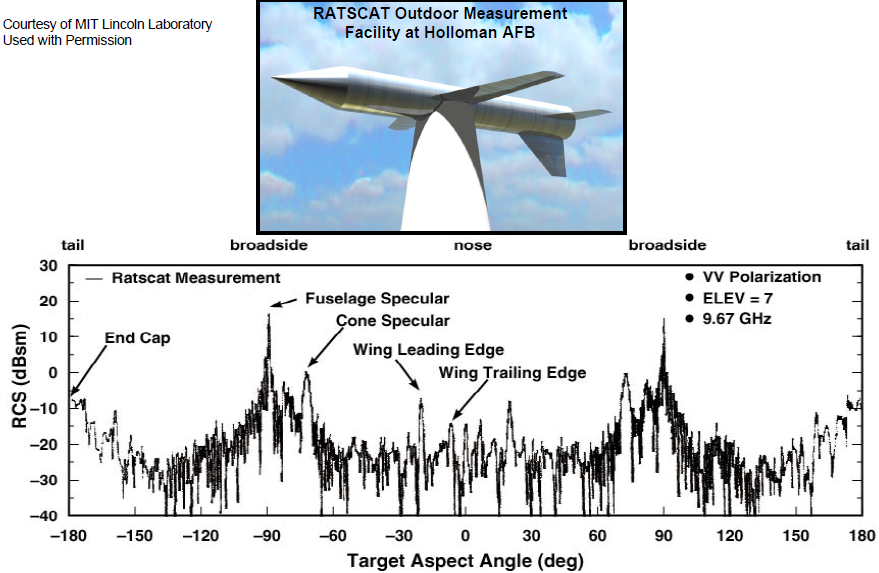 Courtesy of MIT Lincoln Laboratory
Used with Permission
RATSCAT Outdoor Measurement
Facility at Holloman AFB
tail broadside nose broadside tail
30
20
10
0
−10
−20
−30
−40
RCS (dBsm)
Ratscat Measurement
VV Polarization
ELEV = 7
9.67 GHz
Fuselage Specular
Cone Specular
End Cap
Wing Leading Edge
Wing Trailing Edge
−180 −150 −120 −90 −60 −30 0 30 60 90 120 150 180
Target Aspect Angle (deg)